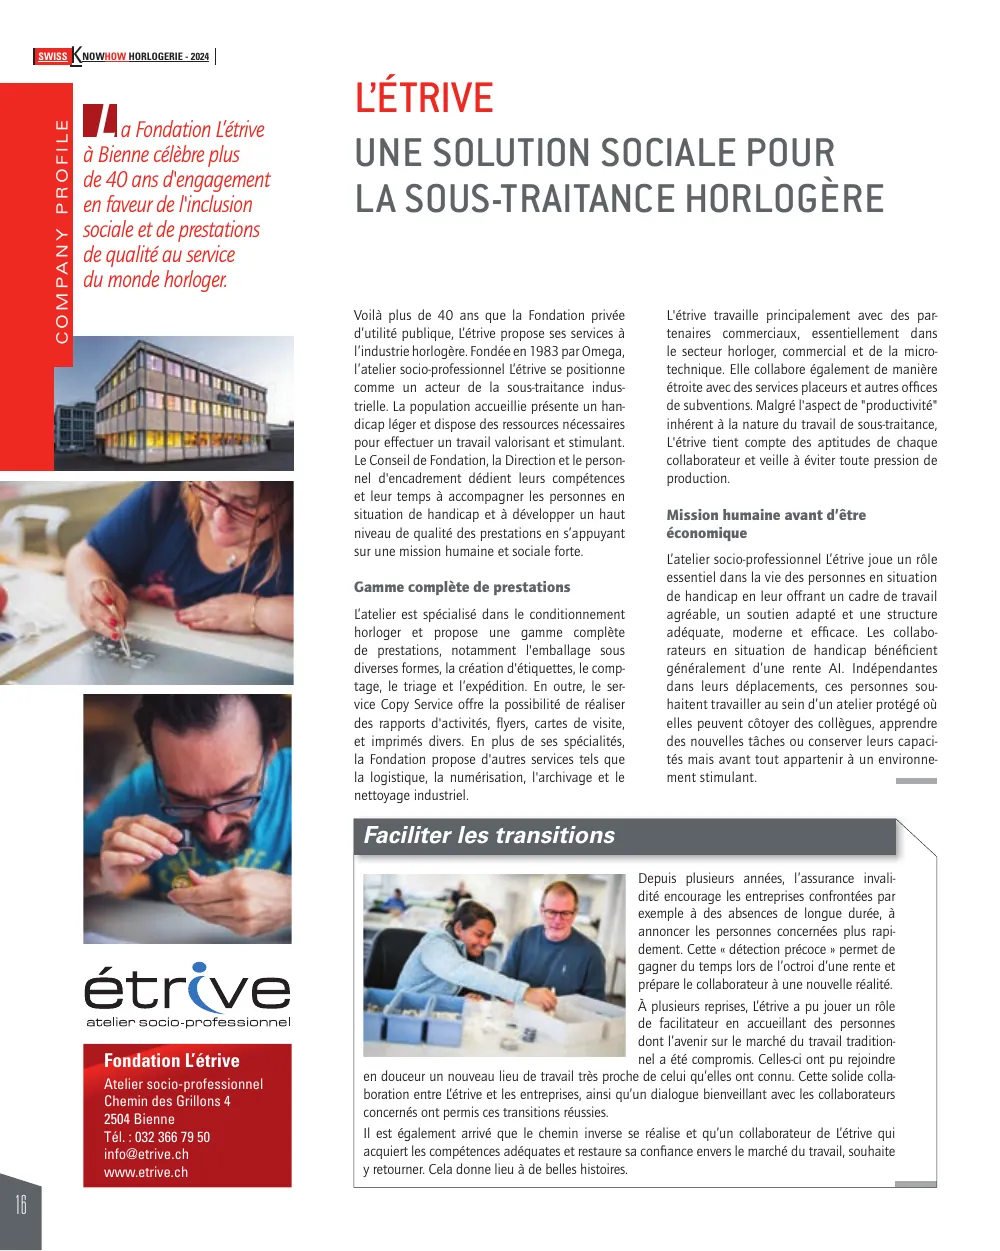 SWISS KNOWHOW HORLOGERIE - 2024
COMPANY PROFILE
La Fondation L'étrive
à Bienne célèbre plus
de 40 ans d'engagement
en faveur de l'inclusion
sociale et de prestations
de qualité au service
du monde horloger.
L'ÉTRIVE
UNE SOLUTION SOCIALE POUR
LA SOUS-TRAITANCE HORLOGÈRE
Voilà plus de 40 ans que la Fondation privée
d'utilité publique, L'étrive propose ses services à
l'industrie horlogère. Fondée en 1983 par Omega,
l'atelier socio-professionnel L'étrive se positionne
comme un acteur de la sous-traitance indus-
trielle. La population accueillie présente un han-
dicap léger et dispose des ressources nécessaires
pour effectuer un travail valorisant et stimulant.
Le Conseil de Fondation, la Direction et le person-
nel d'encadrement dédient leurs compétences
et leur temps à accompagner les personnes en
situation de handicap et à développer un haut
niveau de qualité des prestations en s'appuyant
sur une mission humaine et sociale forte.
Gamme complète de prestations
L'atelier est spécialisé dans le conditionnement
horloger et propose une gamme complète
de prestations, notamment l'emballage sous
diverses formes, la création d'étiquettes, le comp-
tage, le triage et l'expédition. En outre, le ser-
vice Copy Service offre la possibilité de réaliser
des rapports d'activités, flyers, cartes de visite,
et imprimés divers. En plus de ses spécialités,
la Fondation propose d'autres services tels que
la logistique, la numérisation, l'archivage et le
nettoyage industriel.
L'étrive travaille principalement avec des par-
tenaires commerciaux, essentiellement dans
le secteur horloger, commercial et de la micro-
technique. Elle collabore également de manière
étroite avec des services placeurs et autres offices
de subventions. Malgré l'aspect de "productivité"
inhérent à la nature du travail de sous-traitance,
L'étrive tient compte des aptitudes de chaque
collaborateur et veille à éviter toute pression de
production.
Mission humaine avant d'être
économique
L'atelier socio-professionnel L'étrive joue un rôle
essentiel dans la vie des personnes en situation
de handicap en leur offrant un cadre de travail
agréable, un soutien adapté et une structure
adéquate, moderne et efficace. Les collabo-
rateurs en situation de handicap bénéficient
généralement d'une rente AI. Indépendantes
dans leurs déplacements, ces personnes sou-
haitent travailler au sein d'un atelier protégé où
elles peuvent côtoyer des collègues, apprendre
des nouvelles tâches ou conserver leurs capaci-
tés mais avant tout appartenir à un environne-
ment stimulant.
Faciliter les transitions
Depuis plusieurs années, l'assurance invali-
dité encourage les entreprises confrontées par
exemple à des absences de longue durée, à
annoncer les personnes concernées plus rapi-
dement. Cette « détection précoce » permet de
gagner du temps lors de l'octroi d'une rente et
prépare le collaborateur à une nouvelle réalité.
À plusieurs reprises, L'étrive a pu jouer un rôle
de facilitateur en accueillant des personnes
dont l'avenir sur le marché du travail tradition-
nel a été compromis. Celles-ci ont pu rejoindre
en douceur un nouveau lieu de travail très proche de celui qu'elles ont connu. Cette solide colla-
boration entre L'étrive et les entreprises, ainsi qu'un dialogue bienveillant avec les collaborateurs
concernés ont permis ces transitions réussies.
Il est également arrivé que le chemin inverse se réalise et qu'un collaborateur de L'étrive qui
acquiert les compétences adéquates et restaure sa confiance envers le marché du travail, souhaite
y retourner. Cela donne lieu à de belles histoires.
étrive
atelier socio-professionnel
Fondation L'étrive
Atelier socio-professionnel
Chemin des Grillons 4
2504 Bienne
Tél. : 032 366 79 50
info@etrive.ch
www.etrive.ch
16